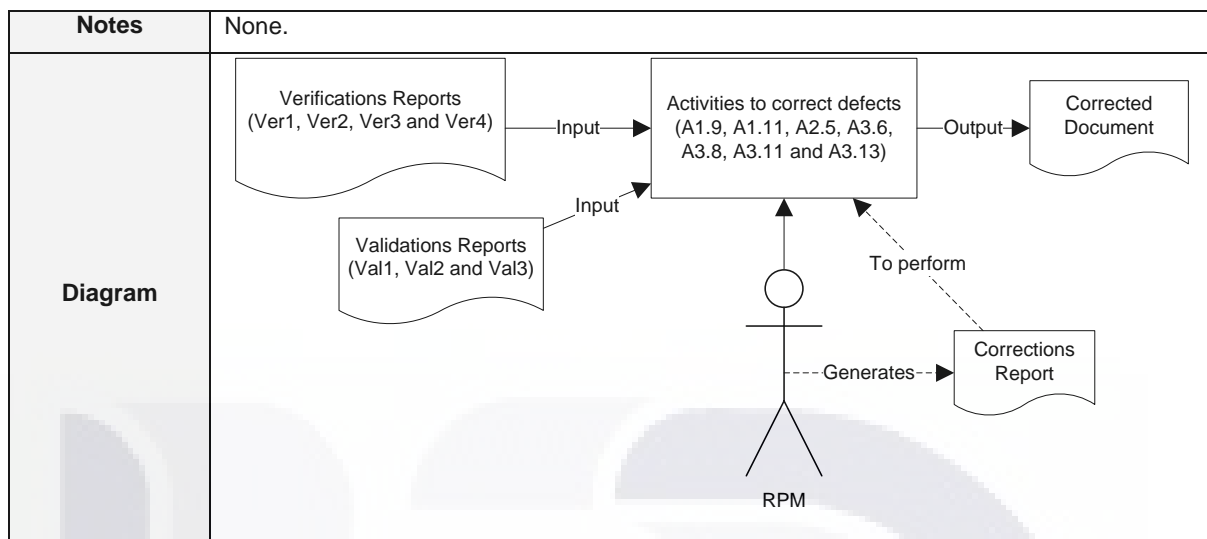 Notes
None.
Diagram
Verifications Reports
(Ver1, Ver2, Ver3 and Ver4)
Input
Activities to correct defects
(A1.9, A1.11, A2.5, A3.6,
A3.8, A3.11 and A3.13)
Output
Corrected
Document
Input
Validations Reports
(Val1, Val2 and Val3)
To perform
Generates
Corrections
Report
RPM